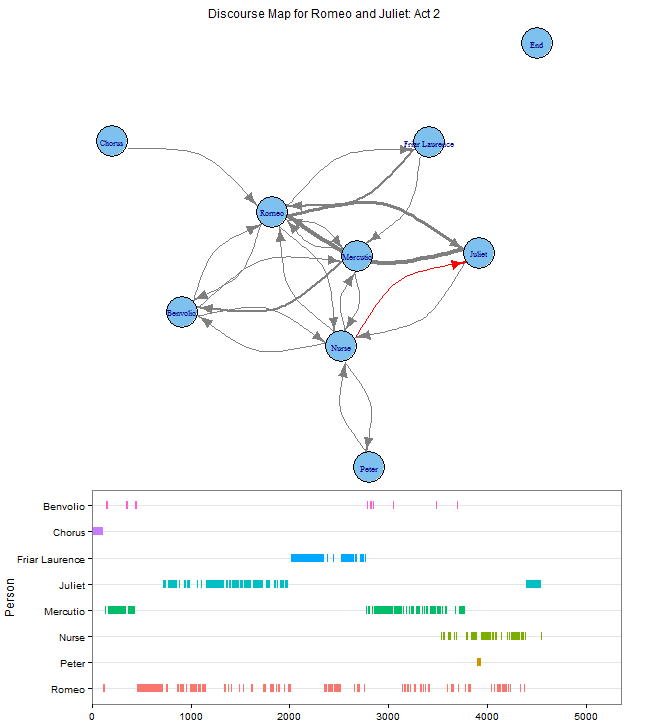 Discourse Map for Romeo and Juliet: Act 2
End
Chorus
Friar Laurence
Romeo
Mercutio
Juliet
Benvolio
Nurse
Peter
Person
Benvolio
Chorus
Friar Laurence
Juliet
Mercutio
Nurse
Peter
Romeo
0 1000 2000 3000 4000 5000